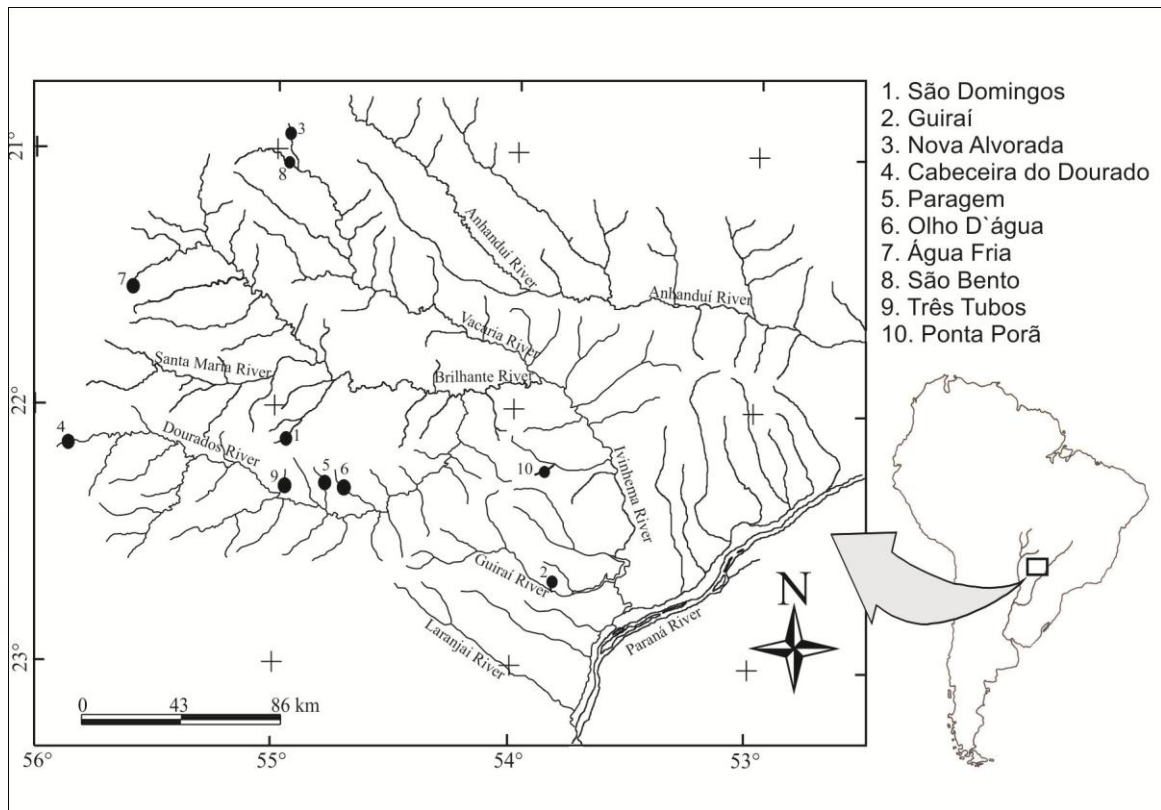 1. São Domingos
2. Guiraí
3. Nova Alvorada
4. Cabeceira do Dourado
5. Paragem
6. Olho D`água
7. Água Fria
8. São Bento
9. Três Tubos
10. Ponta Porã
21°
22°
23°
56°
55°
54°
53°
3
8
7
4
1
9
5
6
10
2
Anhanduí River
Anhanduí River
Vacaria River
Santa Maria River
Brilhante River
Dourados River
Ivinhema River
Guiraí River
Laranjaí River
Paraná River
N
0 43 86 km